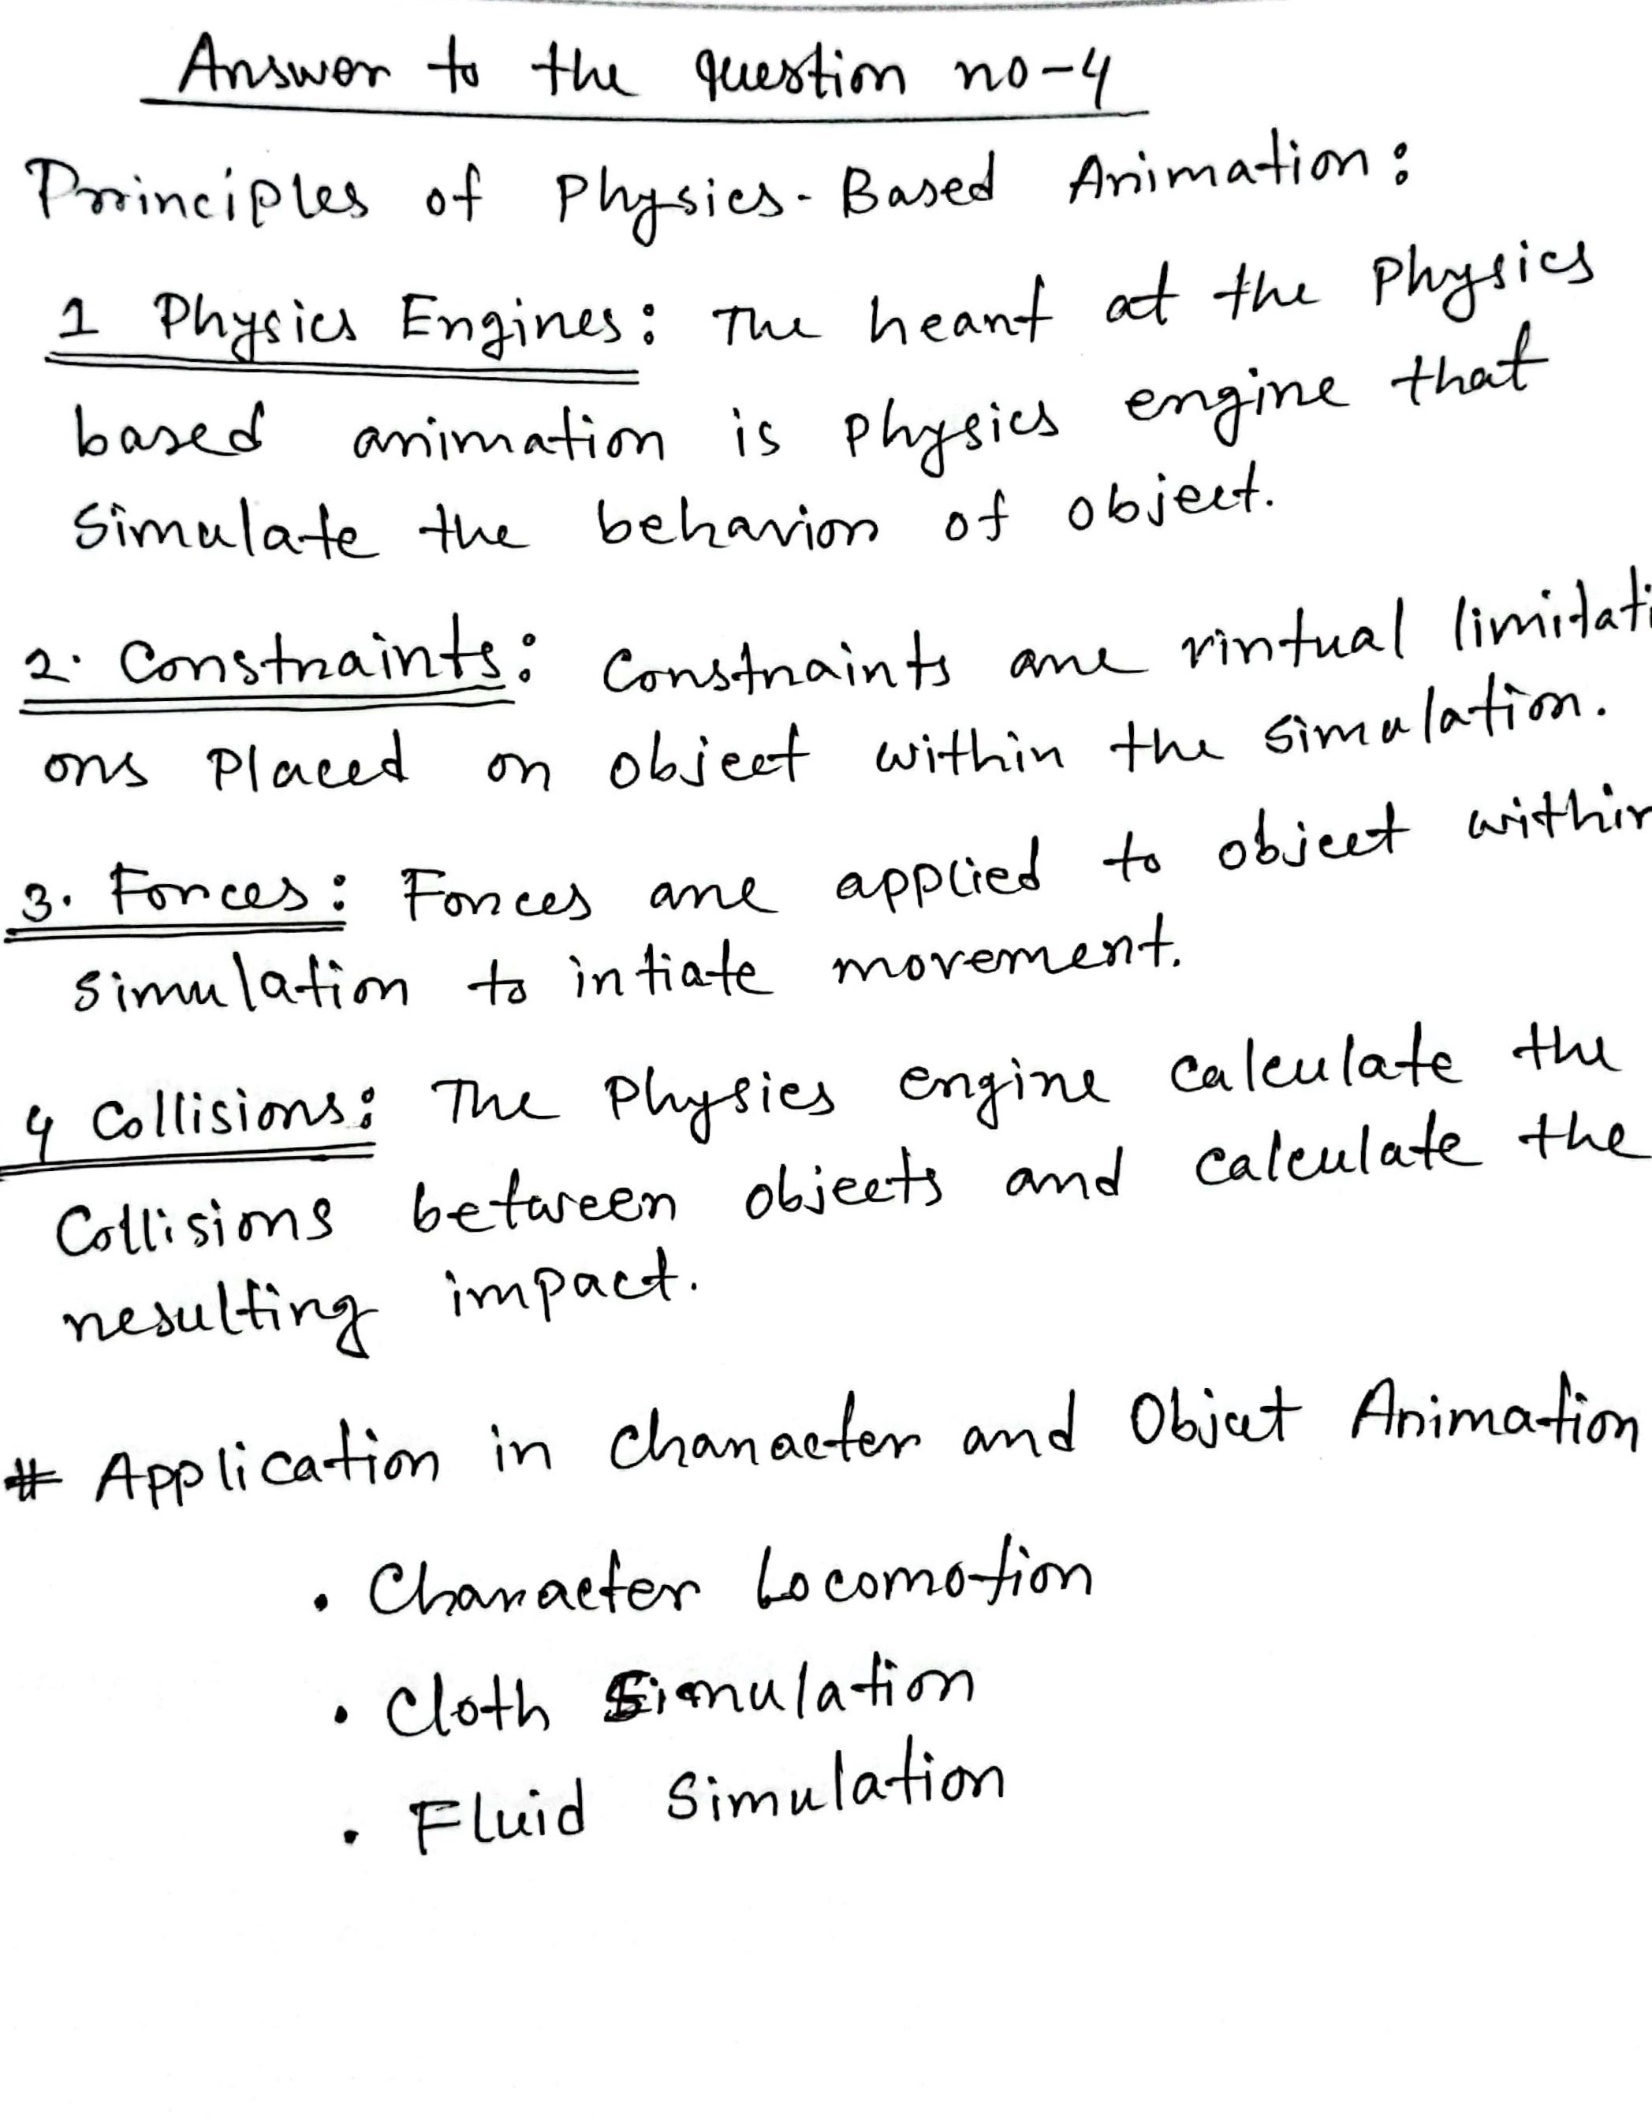 Answer to the question no-4
Principles of Physics-Based Animation:
1 Physics Engines: The heart at the Physics
based animation is physics engine that
Simulate the behavior of object.
2. Constraints: Constraints are virtual limitati
ons placed on object within the simulation.
3. Forces: Forces are applied to object within
simulation to intiate movement.
4 Collisions: The Physics engine calculate the
Collisions between objects and calculate the
resulting impact.
# Application in character and Object Animation
• Character Locomotion
• Cloth Simulation
• Fluid Simulation